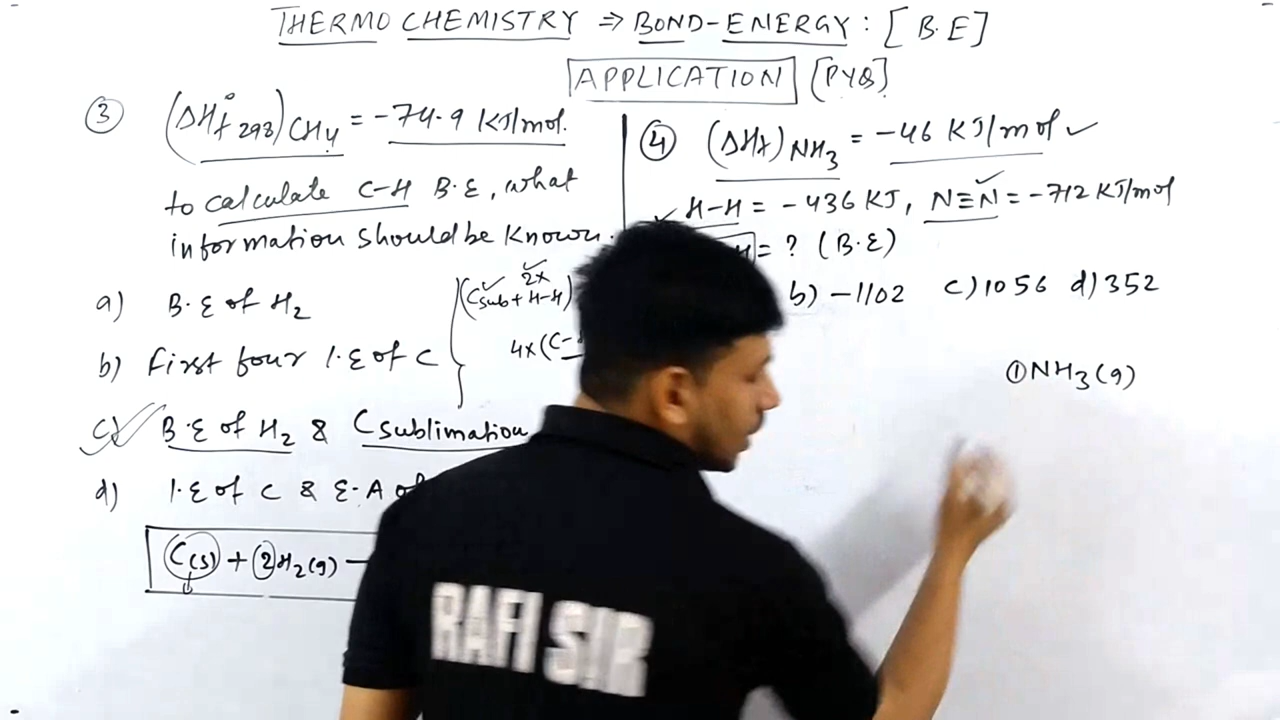 THERMO CHEMISTRY ⇒ BOND-ENERGY: [B.E]
APPLICATION [PYQ]
③ (ΔH°f 298)CH4 = -74.9 KJ/mol.
to calculate C-H B.E, what
information should be known.
a) B.E of H2
b) First four I.E of C
c) B.E of H2 & C sublimation
d) I.E of C & E.A of
(Csub + 2x H-H)
4x(C-
C(s) + 2H2(g) —
④ (ΔHf)NH3 = -46 KJ/mol ✓
H-H = -436 KJ, N≡N = -712 KJ/mol
= ? (B.E)
b) -1102 c) 1056 d) 352
① NH3(g)
RAFI SIR